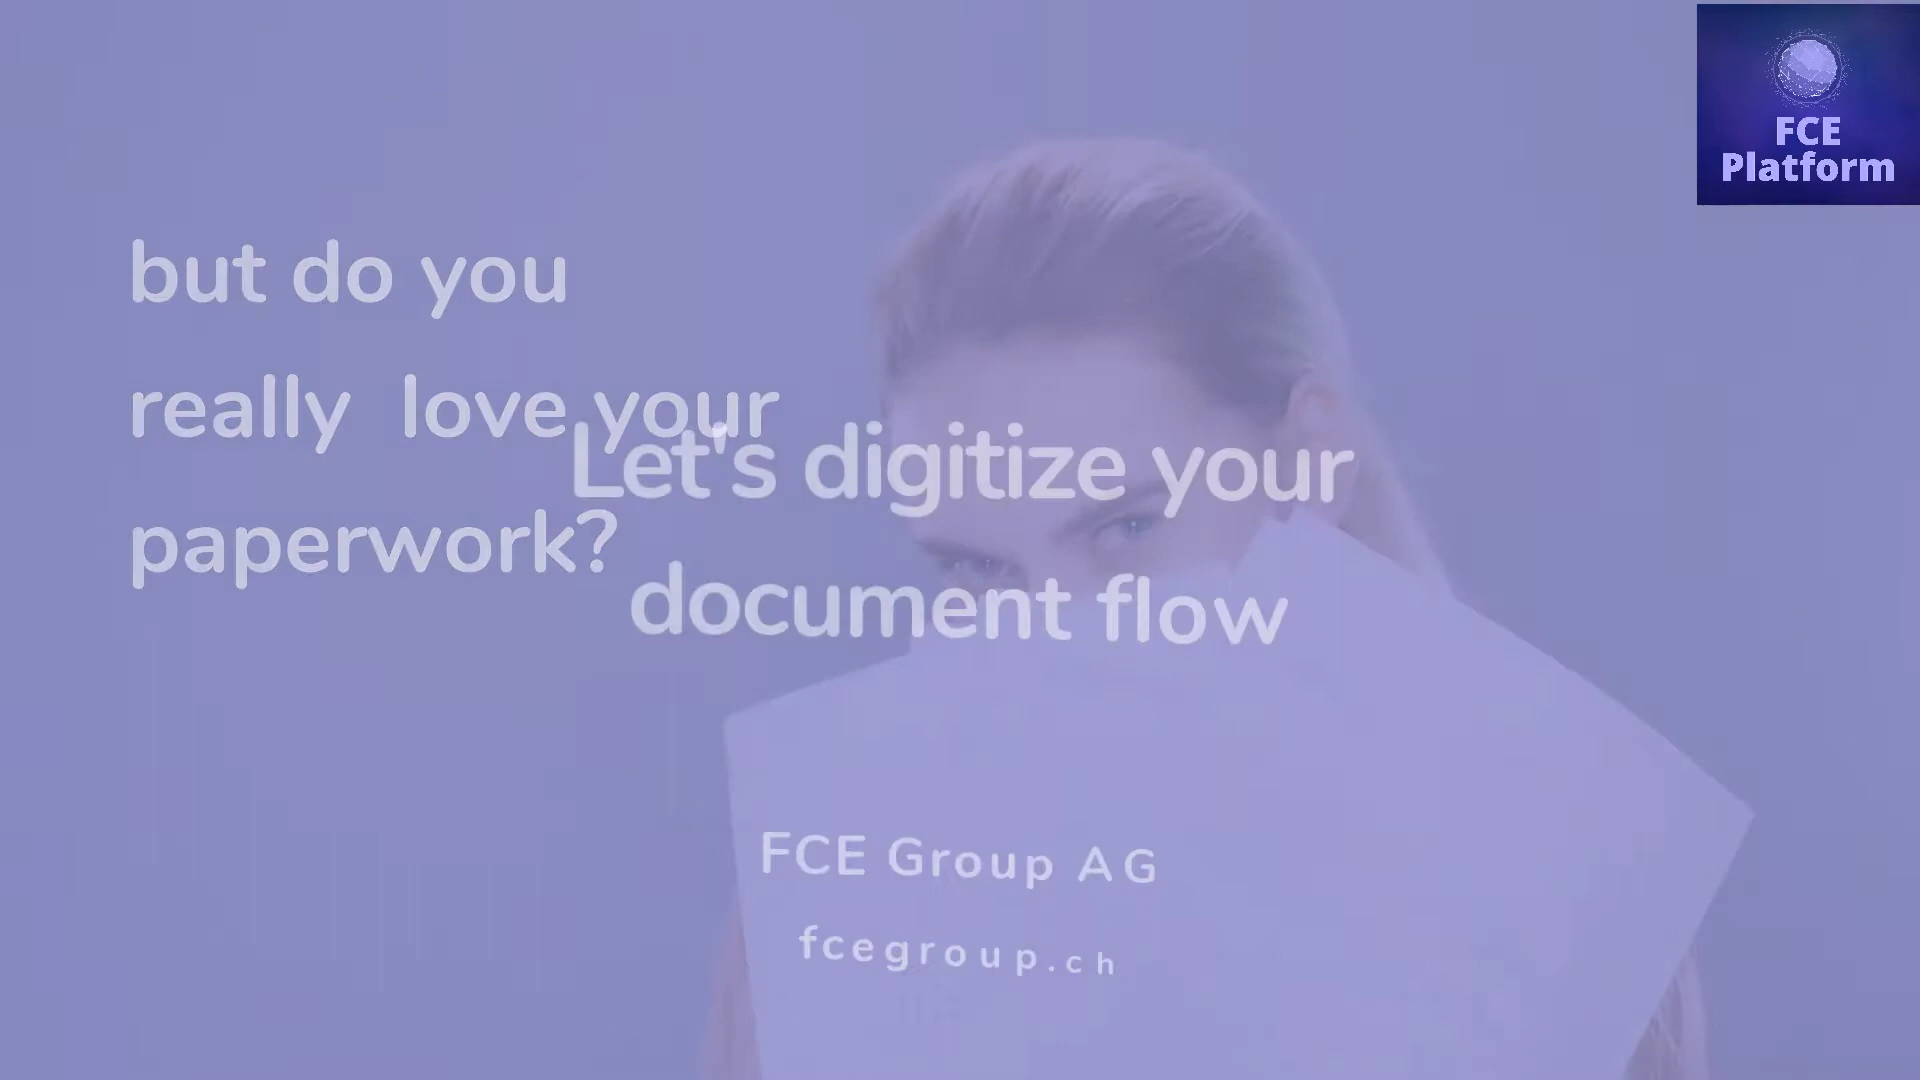 FCE
Platform
but do you
really love your
paperwork?
Let's digitize your
document flow
FCE Group AG
fcegroup.ch